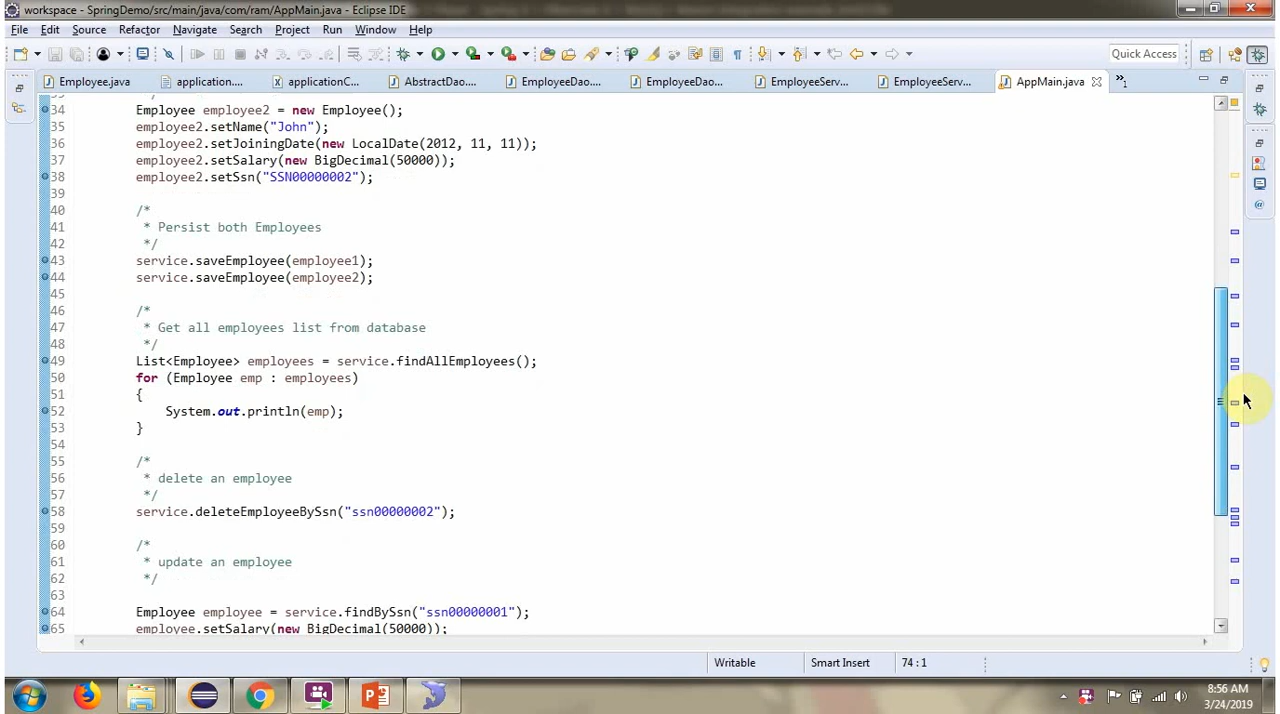 workspace - SpringDemo/src/main/java/com/ram/AppMain.java - Eclipse IDE
File Edit Source Refactor Navigate Search Project Run Window Help
Quick Access
Employee.java application.... applicationC... AbstractDao.... EmployeeDao.... EmployeeDao... EmployeeServ... EmployeeServ... AppMain.java »1
34 Employee employee2 = new Employee();
35 employee2.setName("John");
36 employee2.setJoiningDate(new LocalDate(2012, 11, 11));
37 employee2.setSalary(new BigDecimal(50000));
38 employee2.setSsn("SSN00000002");
39
40 /*
41 * Persist both Employees
42 */
43 service.saveEmployee(employee1);
44 service.saveEmployee(employee2);
45
46 /*
47 * Get all employees list from database
48 */
49 List<Employee> employees = service.findAllEmployees();
50 for (Employee emp : employees)
51 {
52 System.out.println(emp);
53 }
54
55 /*
56 * delete an employee
57 */
58 service.deleteEmployeeBySsn("ssn00000002");
59
60 /*
61 * update an employee
62 */
63
64 Employee employee = service.findBySsn("ssn00000001");
65 employee.setSalary(new BigDecimal(50000));
Writable Smart Insert 74 : 1
8:56 AM
3/24/2019